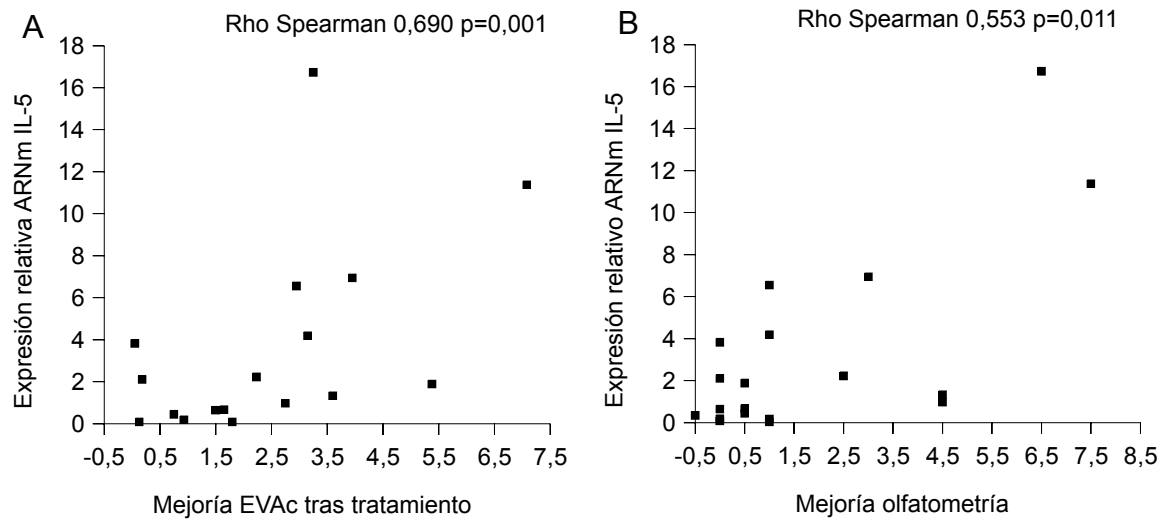 A
Rho Spearman 0,690 p=0,001
Expresión relativa ARNm IL-5
18
16
14
12
10
8
6
4
2
0
-0,5 0,5 1,5 2,5 3,5 4,5 5,5 6,5 7,5
Mejoría EVAc tras tratamiento
B
Rho Spearman 0,553 p=0,011
Expresión relativo ARNm IL-5
18
16
14
12
10
8
6
4
2
0
-0,5 0,5 1,5 2,5 3,5 4,5 5,5 6,5 7,5 8,5
Mejoría olfatometría